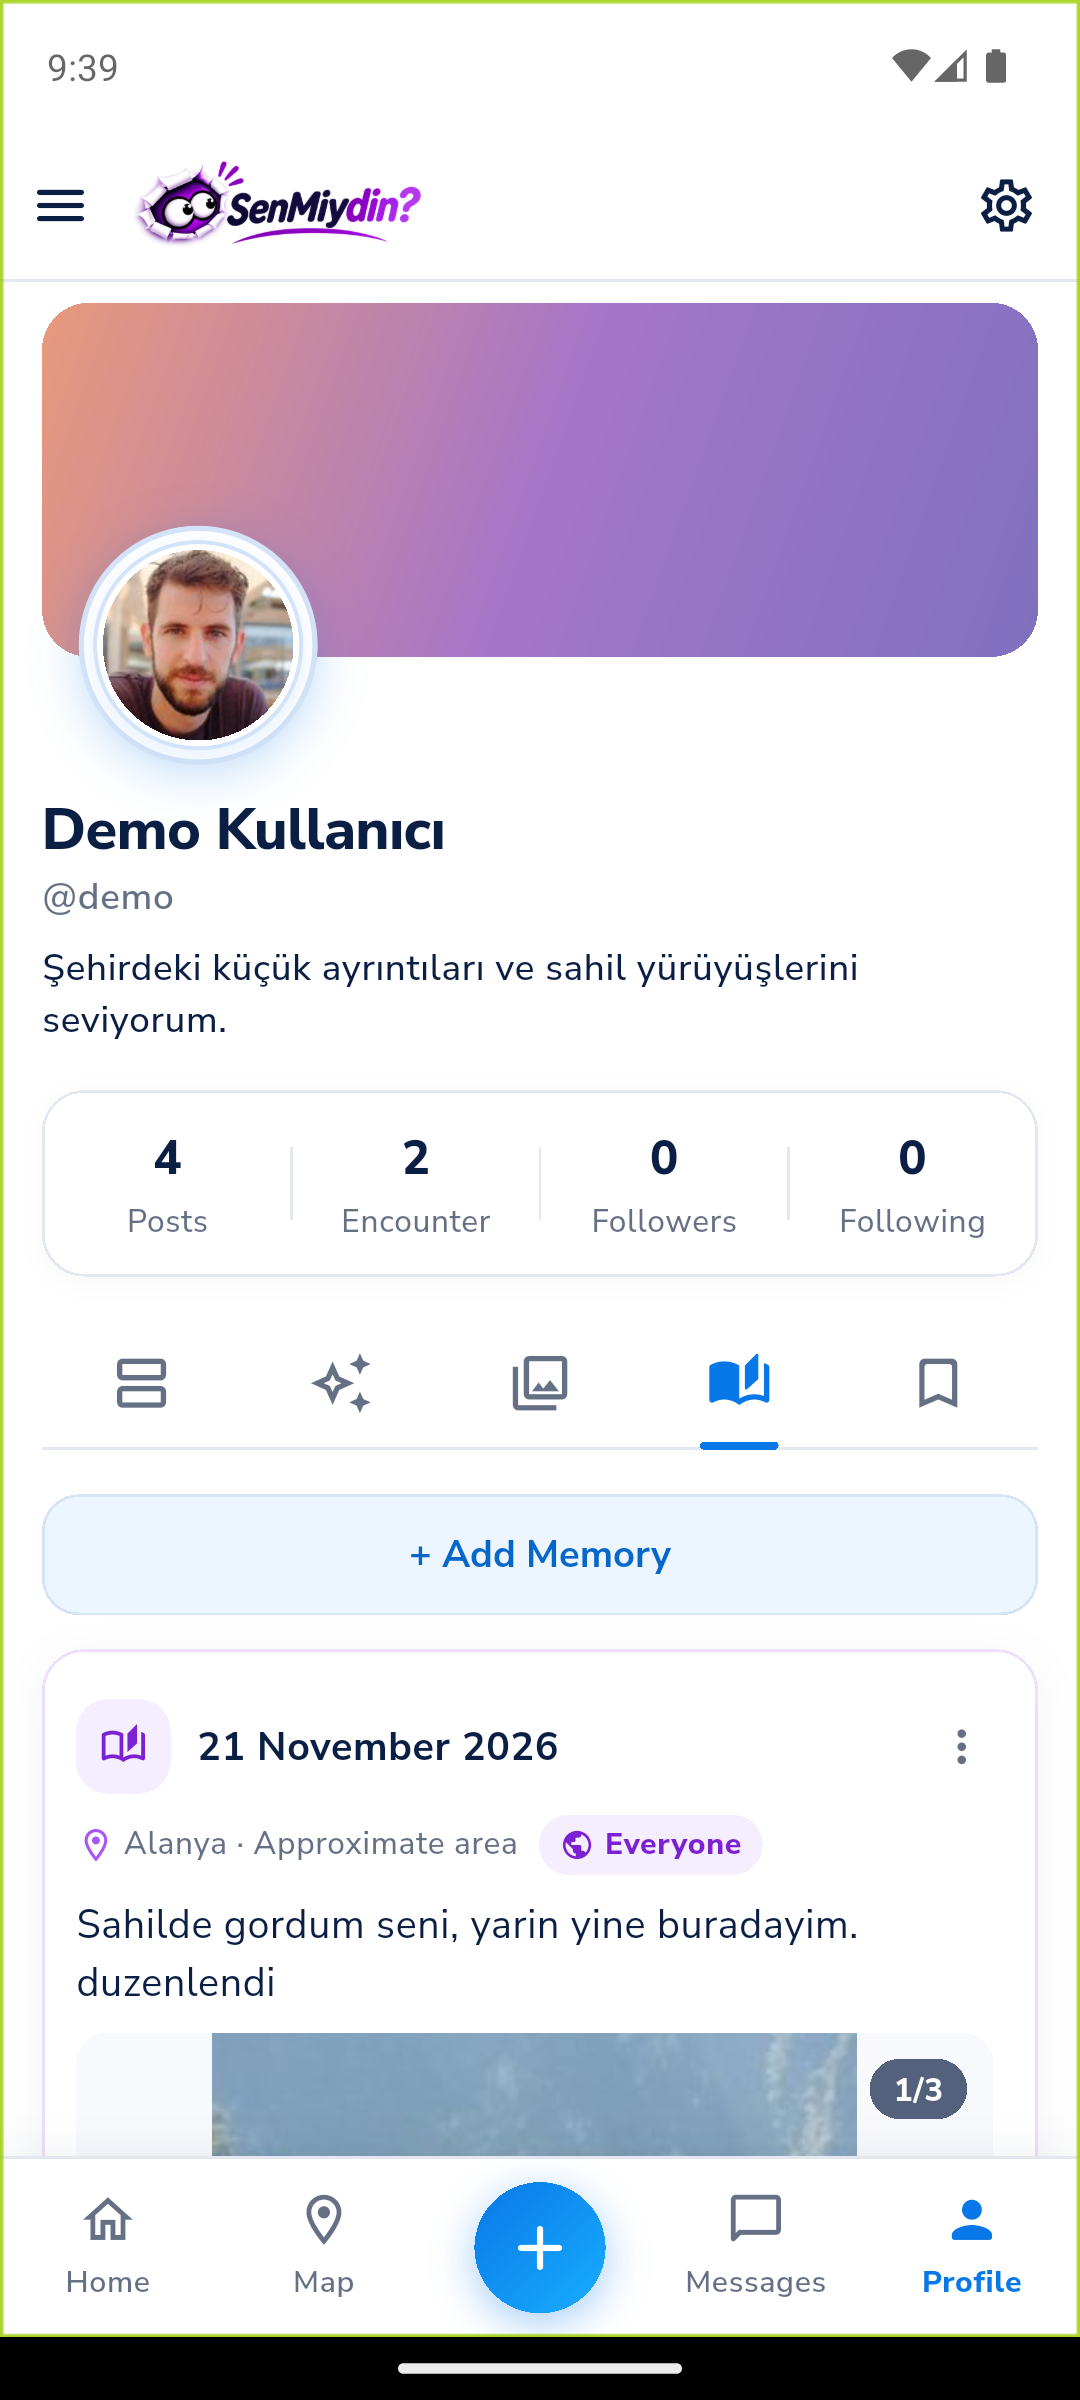 9:39
SenMiydin?
Demo Kullanıcı
@demo
Şehirdeki küçük ayrıntıları ve sahil yürüyüşlerini
seviyorum.
4
Posts
2
Encounter
0
Followers
0
Following
+ Add Memory
21 November 2026
Alanya · Approximate area
Everyone
Sahilde gordum seni, yarin yine buradayim.
duzenlendi
1/3
Home
Map
Messages
Profile